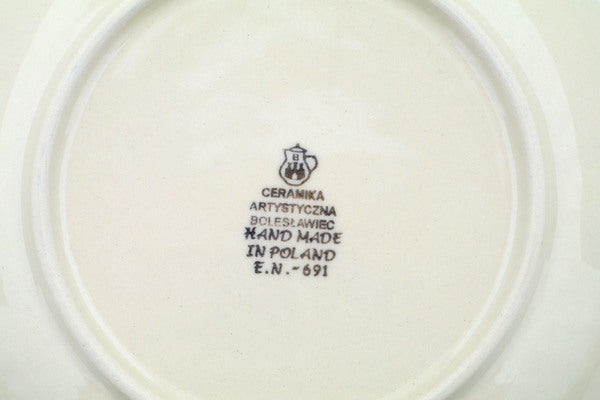 B
CERAMIKA
ARTYSTYCZNA
BOLESŁAWIEC
HAND MADE
IN POLAND
E.N.-691